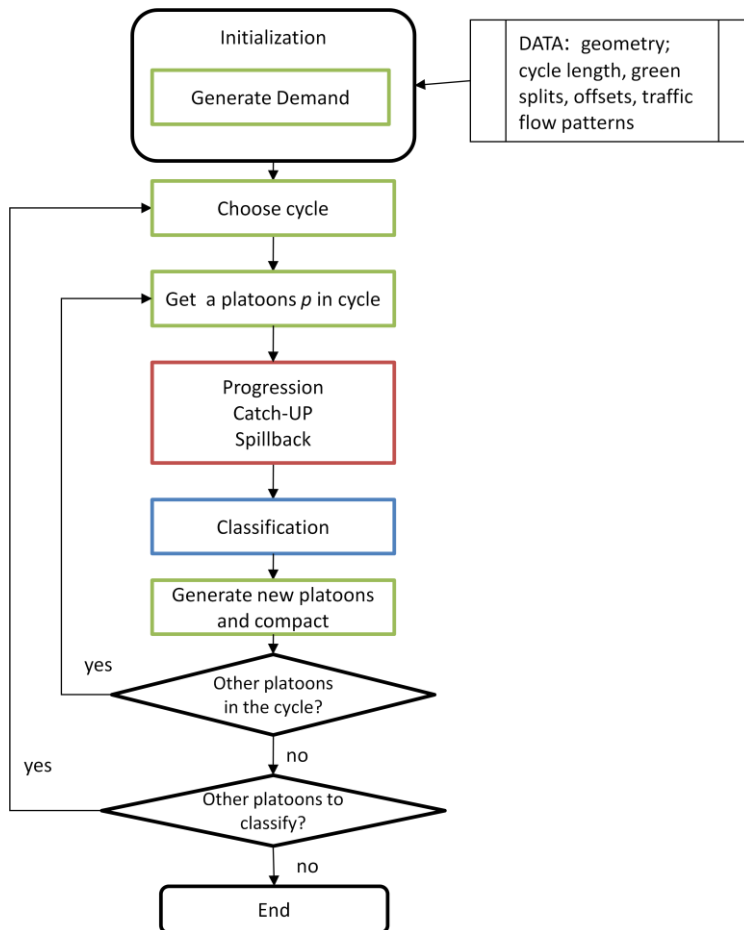 Initialization
Generate Demand
DATA: geometry;
cycle length, green
splits, offsets, traffic
flow patterns
Choose cycle
Get a platoons p in cycle
Progression
Catch-UP
Spillback
Classification
Generate new platoons
and compact
yes
Other platoons
in the cycle?
no
yes
Other platoons to
classify?
no
End